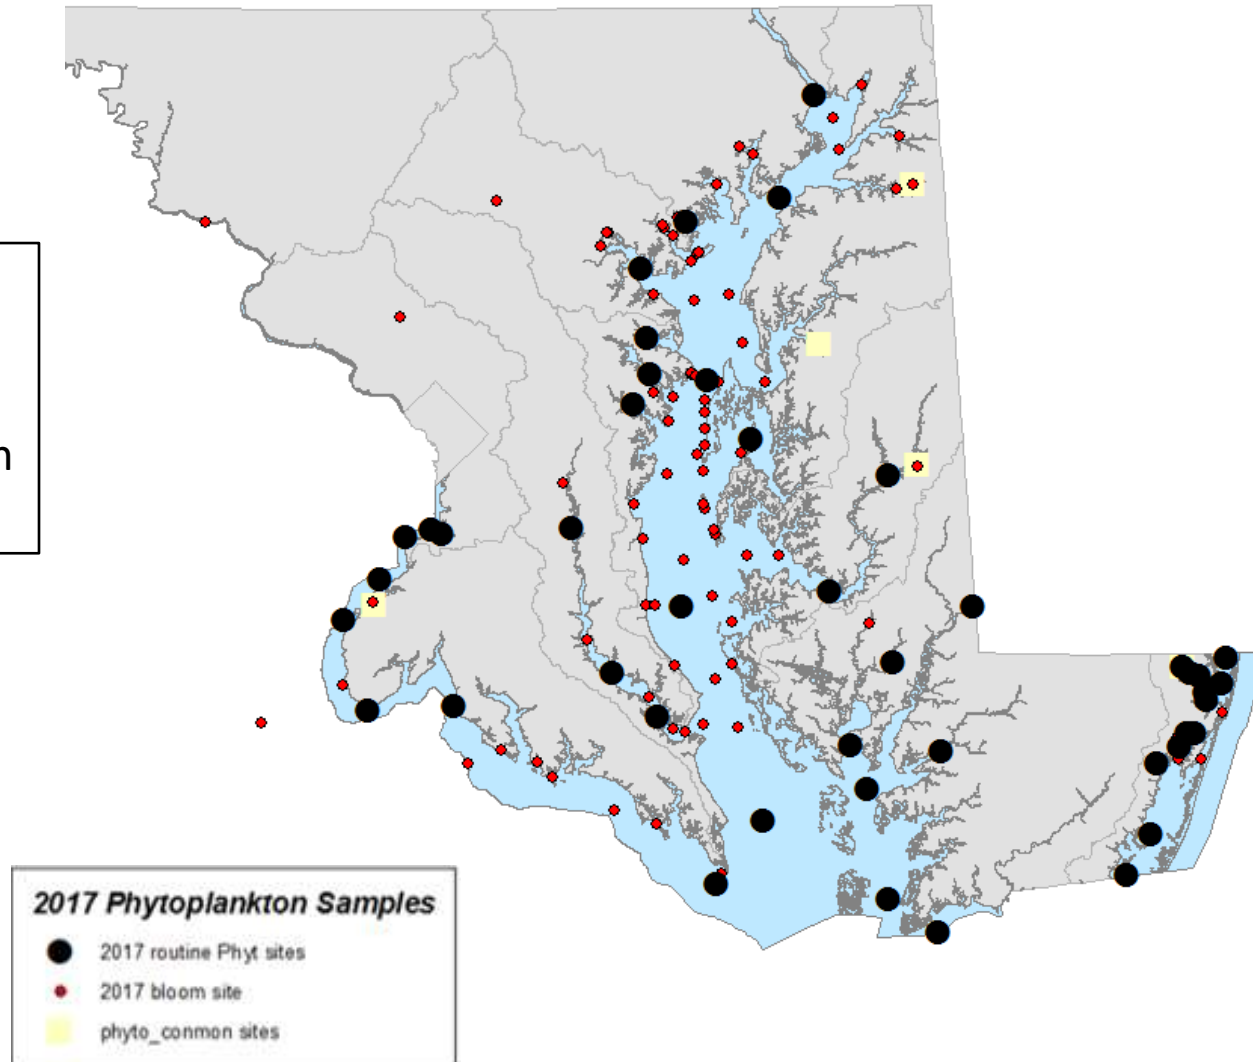 n
2017 Phytoplankton Samples
2017 routine Phyt sites
2017 bloom site
phyto_conmon sites